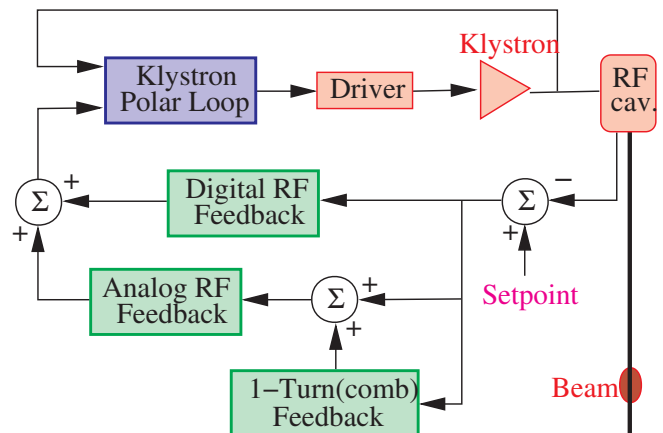 Klystron
Klystron
Polar Loop
Driver
RF
cav.
+
Σ
+
Digital RF
Feedback
−
Σ
+
Setpoint
Analog RF
Feedback
+
Σ
+
1−Turn(comb)
Feedback
Beam